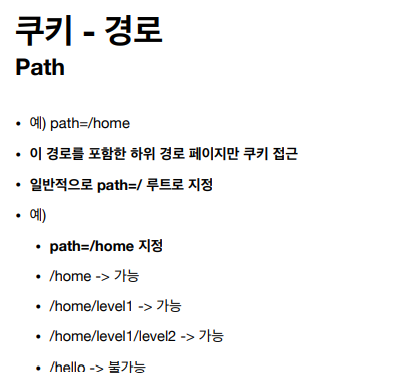 쿠키 - 경로
Path
• 예) path=/home
• 이 경로를 포함한 하위 경로 페이지만 쿠키 접근
• 일반적으로 path=/ 루트로 지정
• 예)
• path=/home 지정
• /home -> 가능
• /home/level1 -> 가능
• /home/level1/level2 -> 가능
• /hello -> 불가능